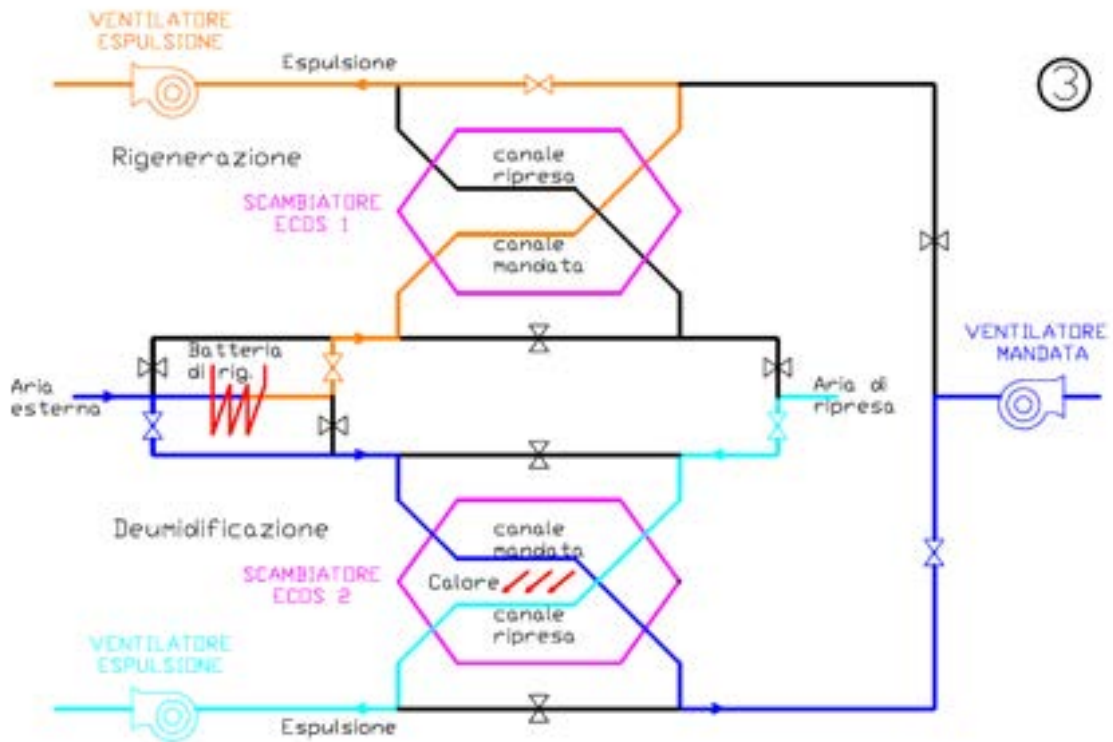 VENTILATORE
ESPULSIONE
Espulsione
3
Rigenerazione
canale
ripresa
SCAMBIATORE
ECOS 1
canale
mandata
VENTILATORE
MANDATA
Batteria
di rig.
Aria
esterna
Aria di
ripresa
Deumidificazione
canale
mandata
SCAMBIATORE
ECOS 2
Calore
canale
ripresa
VENTILATORE
ESPULSIONE
Espulsione